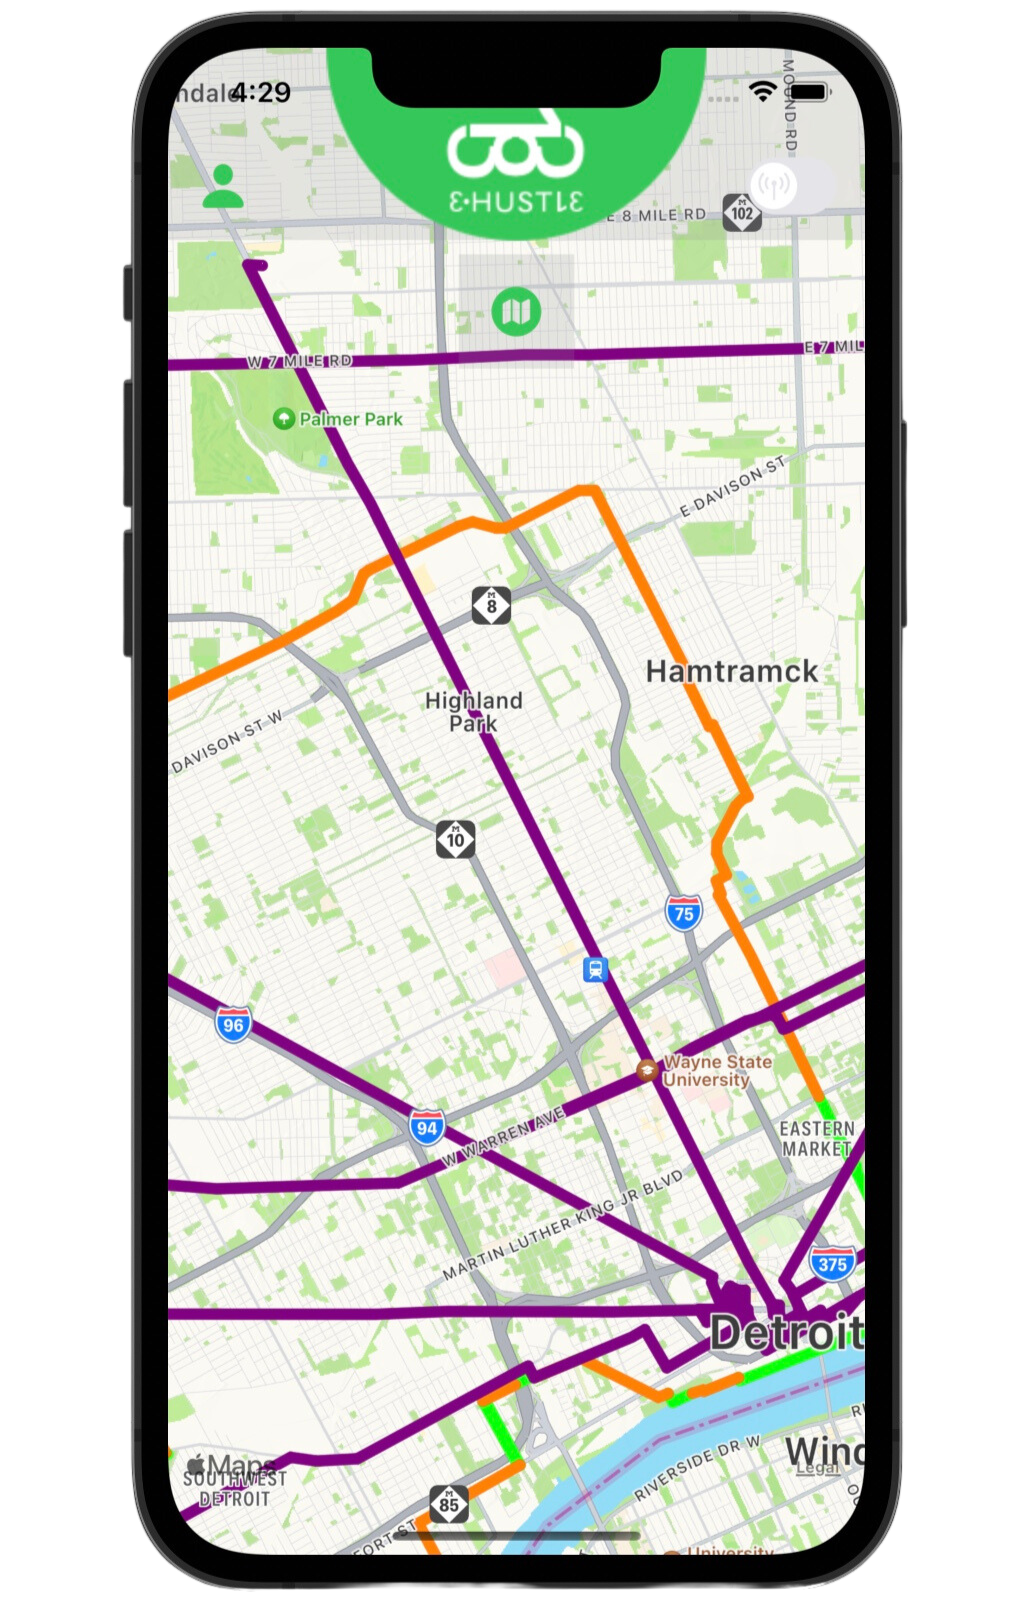 ndale
4:29
MOUND RD
Ɛ•HUSTLE
E 8 MILE RD
M
102
W 7 MILE RD
E 7 MIL
Palmer Park
E DAVISON ST
M
8
Hamtramck
Highland
Park
DAVISON ST W
M
10
75
96
Wayne State
University
94
W WARREN AVE
EASTERN
MARKET
MARTIN LUTHER KING JR BLVD
375
Detroit
Wind
RIVERSIDE DR W
Maps
Legal
SOUTHWEST
DETROIT
M
85
FORT ST
University